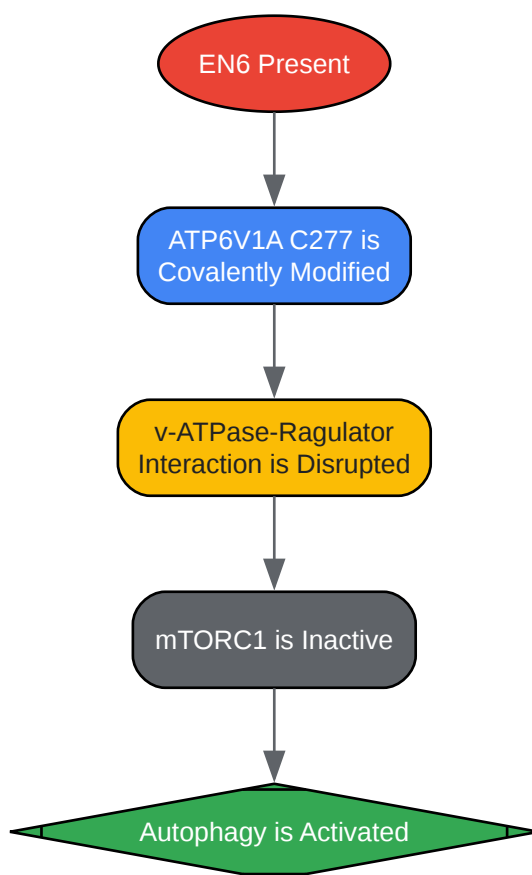 EN6 Present
ATP6V1A C277 is
Covalently Modified
v-ATPase-Ragulator
Interaction is Disrupted
mTORC1 is Inactive
Autophagy is Activated